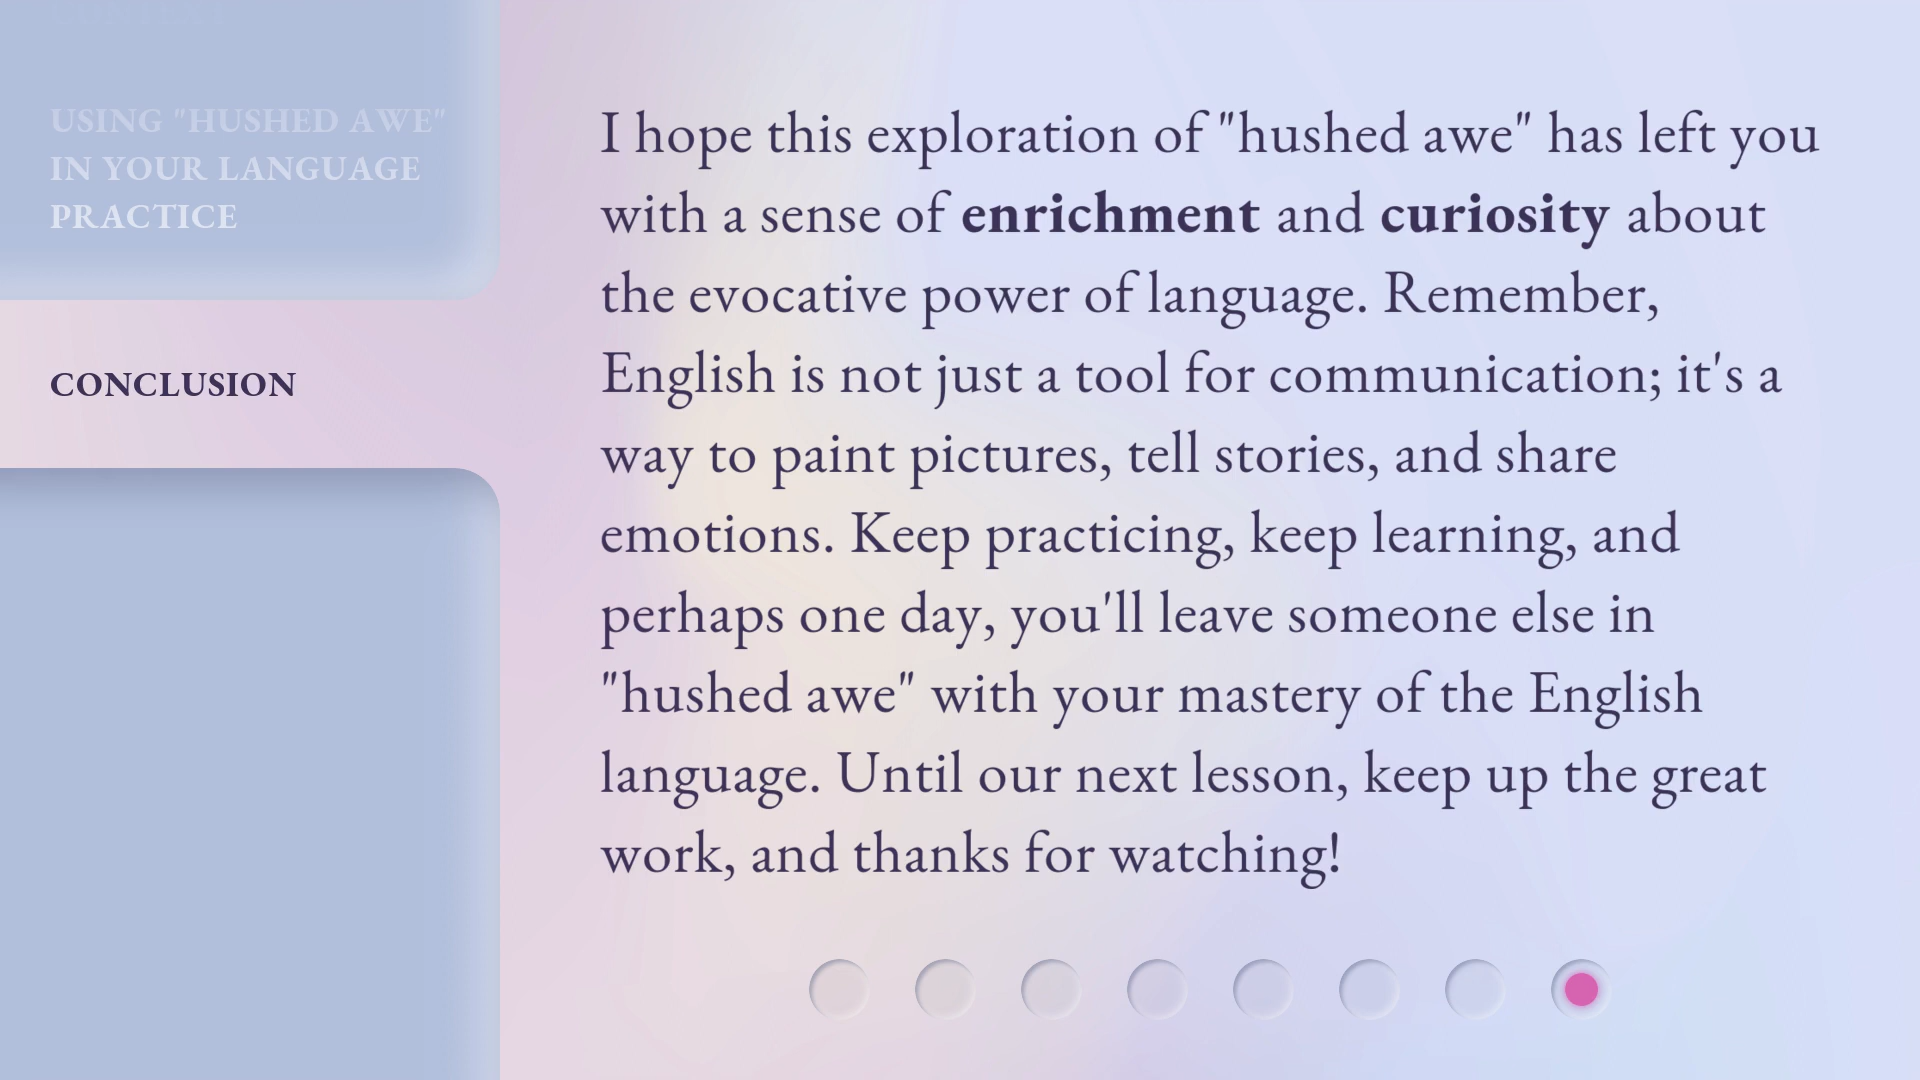 USING "HUSHED AWE"
IN YOUR LANGUAGE
PRACTICE
CONCLUSION
I hope this exploration of "hushed awe" has left you
with a sense of enrichment and curiosity about
the evocative power of language. Remember,
English is not just a tool for communication; it's a
way to paint pictures, tell stories, and share
emotions. Keep practicing, keep learning, and
perhaps one day, you'll leave someone else in
"hushed awe" with your mastery of the English
language. Until our next lesson, keep up the great
work, and thanks for watching!